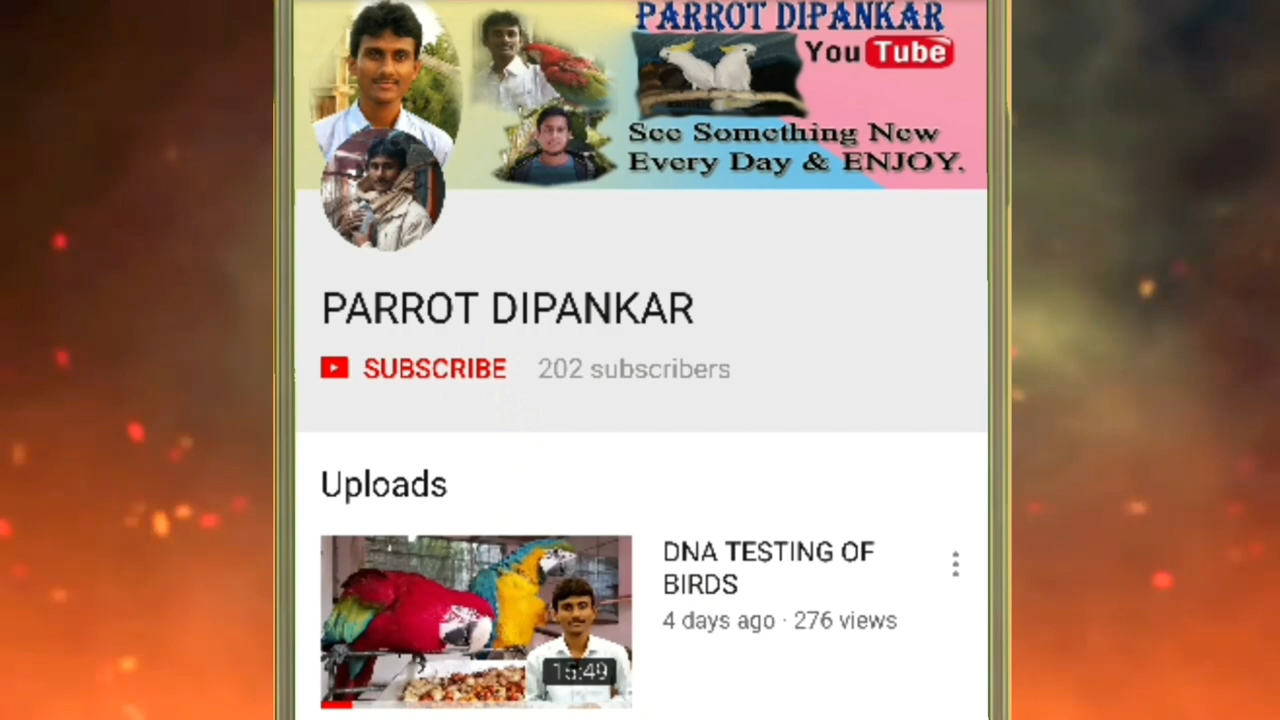 PARROT DIPANKAR
You Tube
See Something New
Every Day & ENJOY.
PARROT DIPANKAR
SUBSCRIBE 202 subscribers
Uploads
DNA TESTING OF
BIRDS
4 days ago · 276 views
15:49